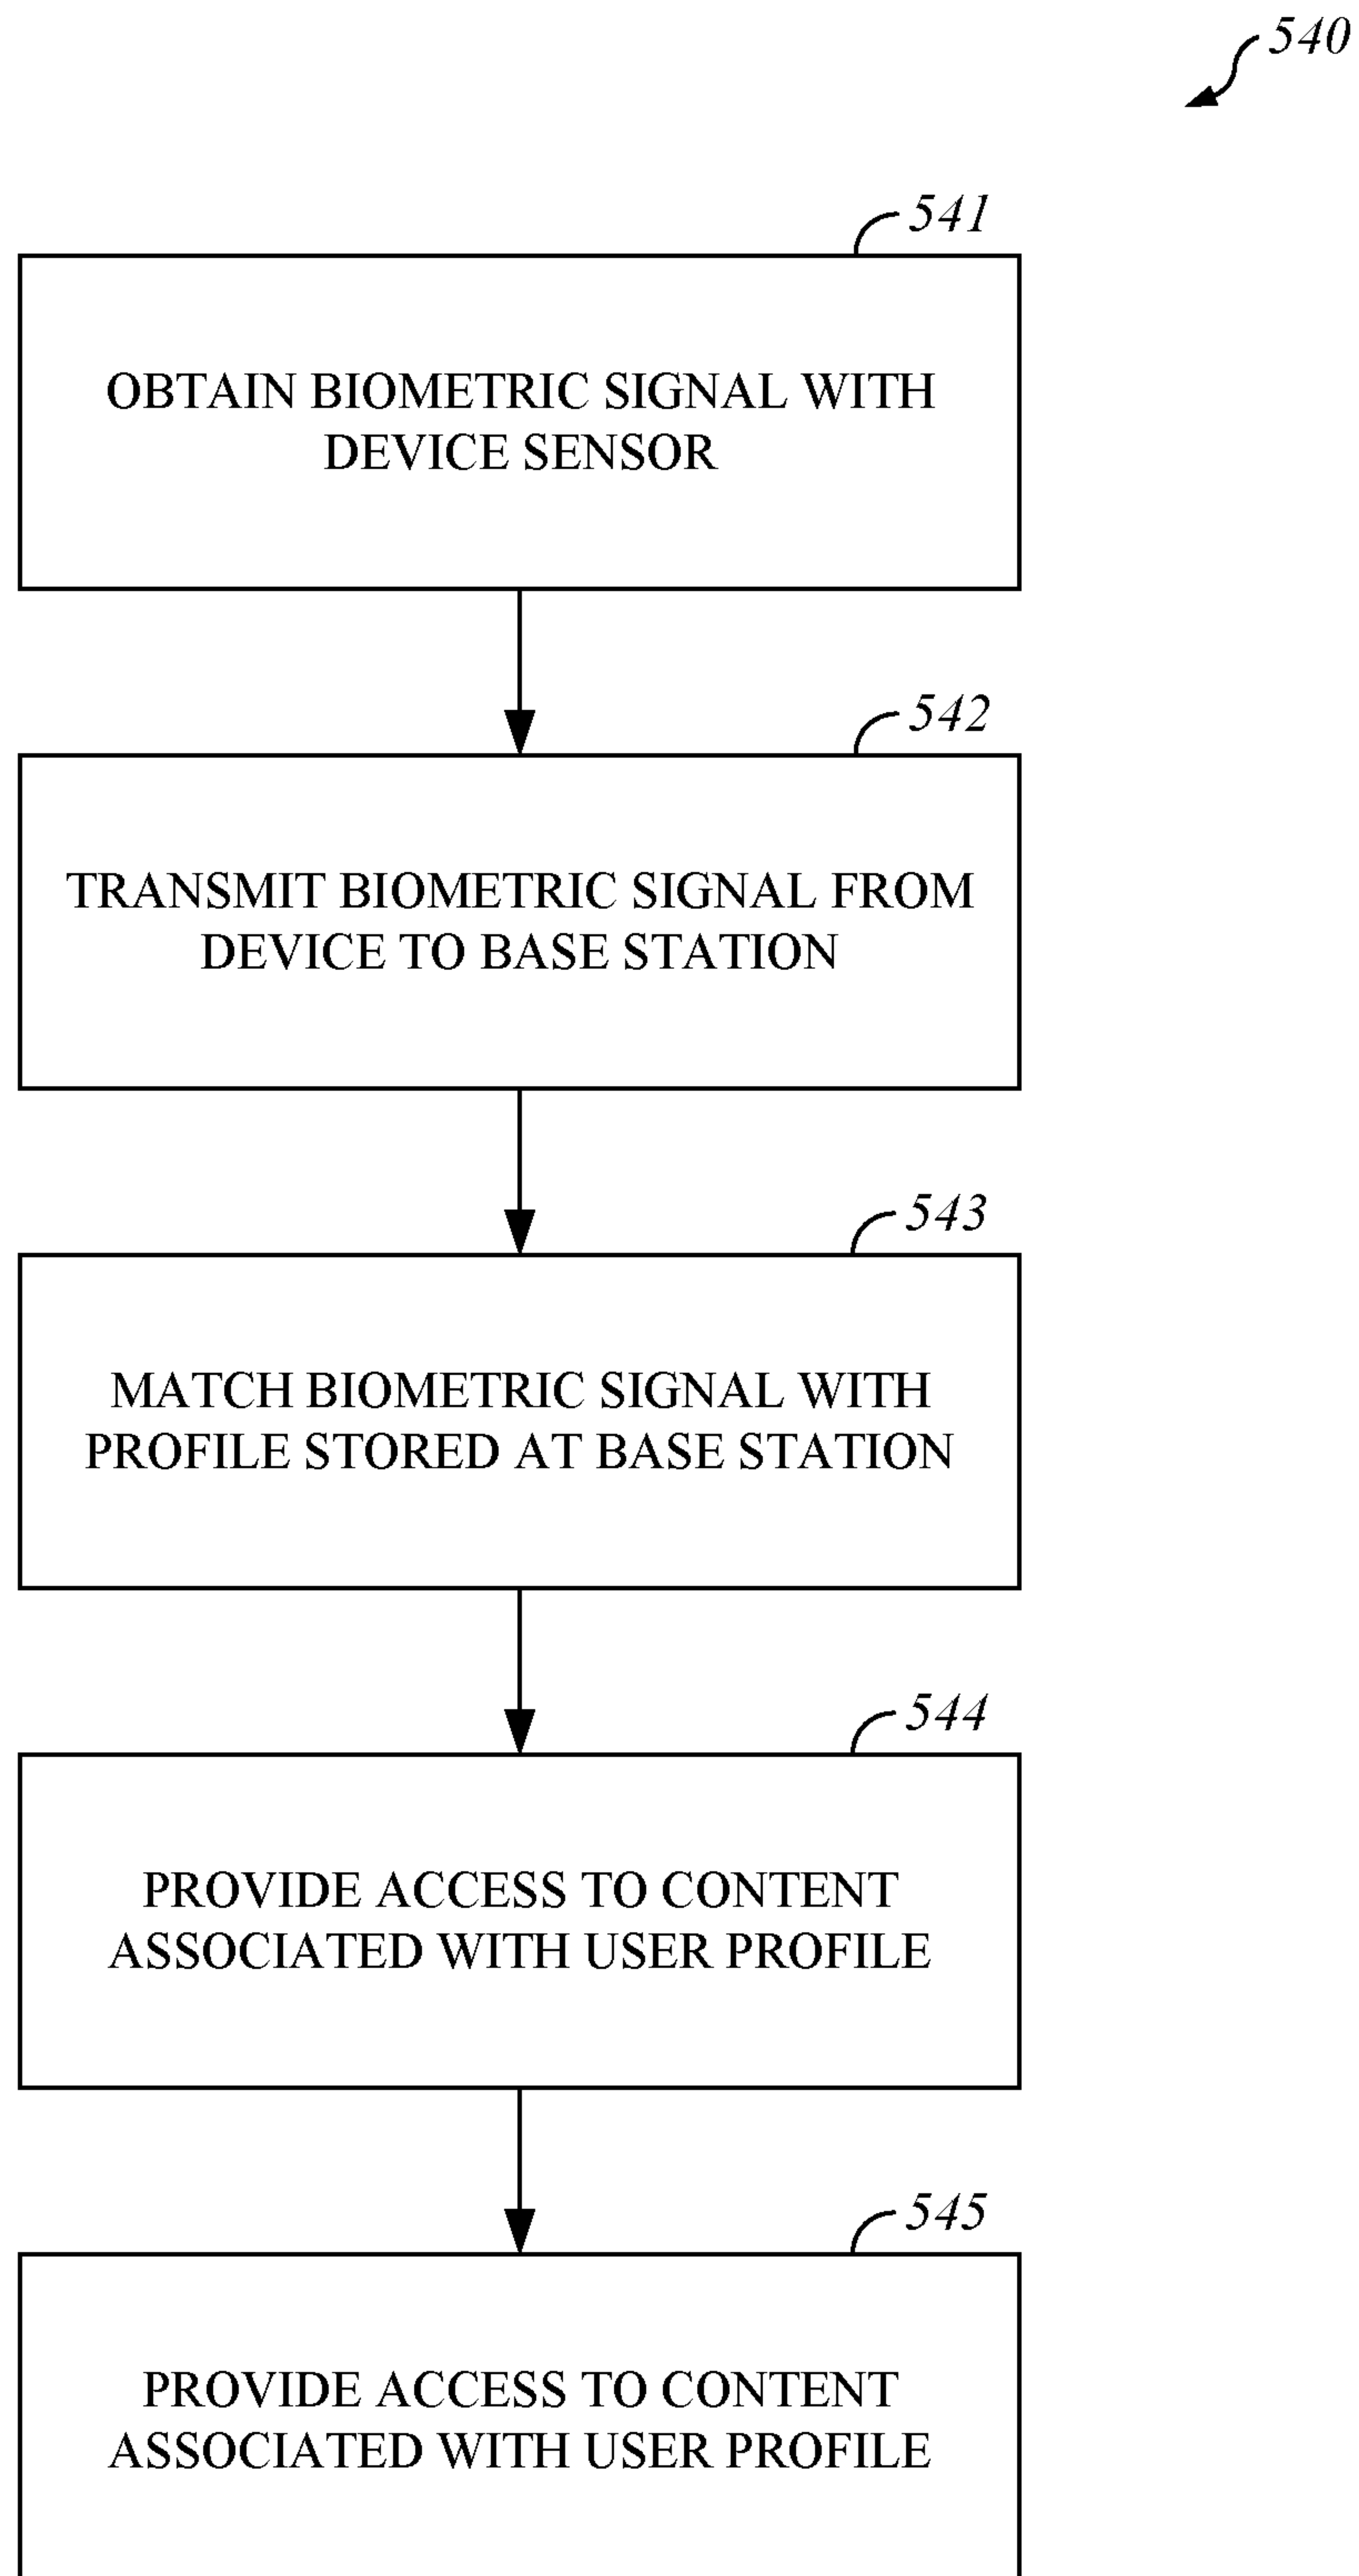 540
541
OBTAIN BIOMETRIC SIGNAL WITH
DEVICE SENSOR
542
TRANSMIT BIOMETRIC SIGNAL FROM
DEVICE TO BASE STATION
543
MATCH BIOMETRIC SIGNAL WITH
PROFILE STORED AT BASE STATION
544
PROVIDE ACCESS TO CONTENT
ASSOCIATED WITH USER PROFILE
545
PROVIDE ACCESS TO CONTENT
ASSOCIATED WITH USER PROFILE